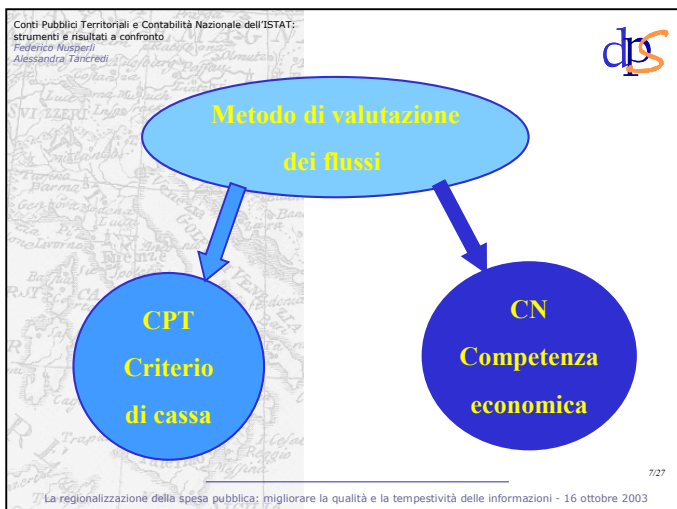 Conti Pubblici Territoriali e Contabilità Nazionale dell'ISTAT:
strumenti e risultati a confronto
Federico Nusperli
Alessandra Tancredi
dps
Metodo di valutazione
dei flussi
CPT
Criterio
di cassa
CN
Competenza
economica
7/27
La regionalizzazione della spesa pubblica: migliorare la qualità e la tempestività delle informazioni - 16 ottobre 2003